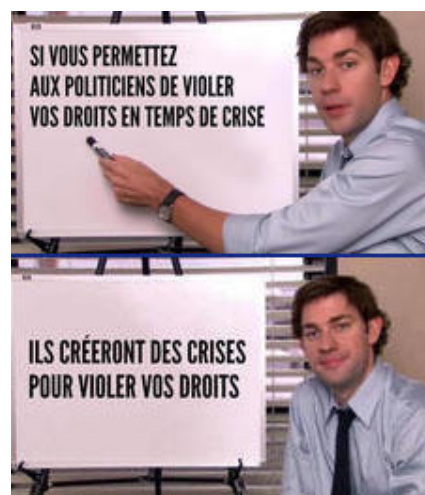 SI VOUS PERMETTEZ
AUX POLITICIENS DE VIOLER
VOS DROITS EN TEMPS DE CRISE
ILS CRÉERONT DES CRISES
POUR VIOLER VOS DROITS